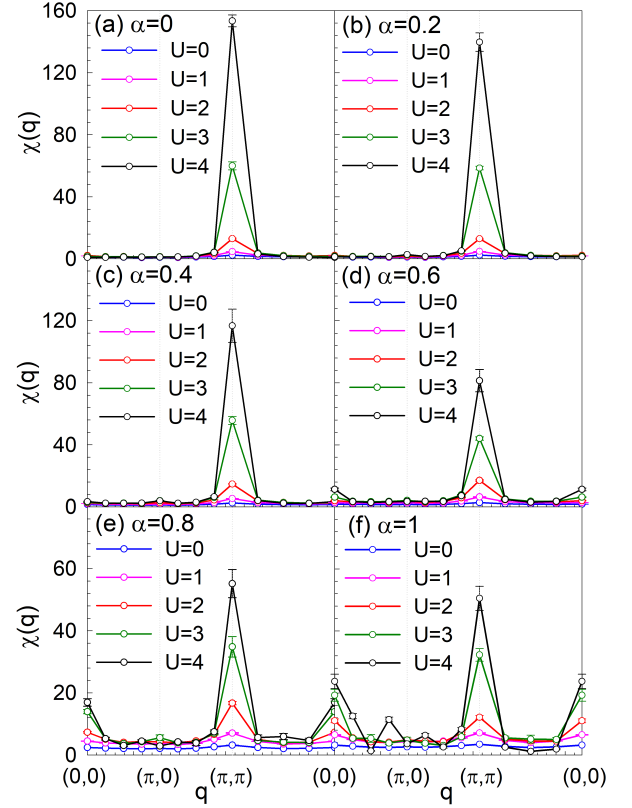 (a) α=0
(b) α=0.2
160
U=0
U=0
U=1
U=1
120
U=2
U=2
χ(q)
80
U=3
U=3
U=4
U=4
40
0
(c) α=0.4
(d) α=0.6
U=0
U=0
120
U=1
U=1
U=2
U=2
χ(q)
80
U=3
U=3
U=4
U=4
40
0
(e) α=0.8
(f) α=1
U=0
U=0
60
U=1
U=1
U=2
U=2
χ(q)
40
U=3
U=3
U=4
U=4
20
0
(0,0) (π,0) (π,π) (0,0) (π,0) (π,π) (0,0)
q q